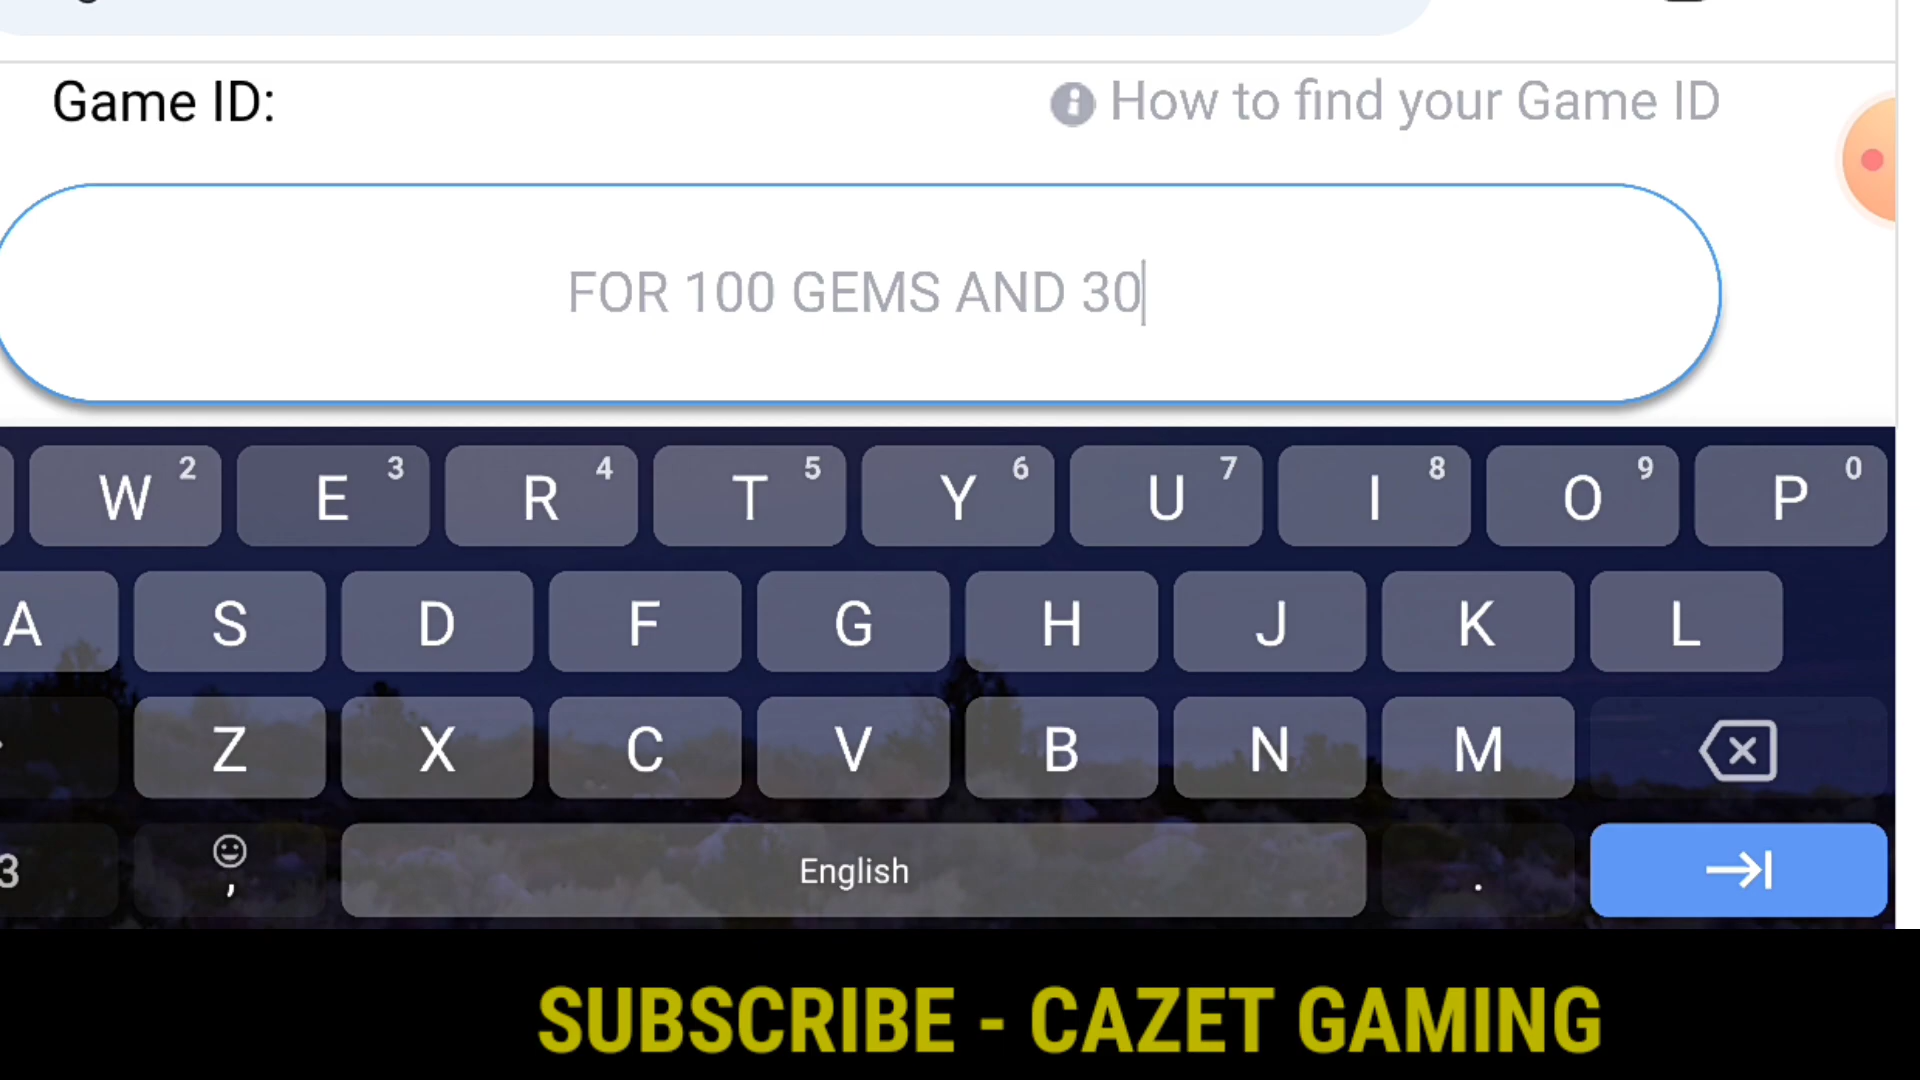 Game ID:
How to find your Game ID
FOR 100 GEMS AND 30
W 2 E 3 R 4 T 5 Y 6 U 7 I 8 O 9 P 0
A S D F G H J K L
Z X C V B N M
3 , English .
SUBSCRIBE - CAZET GAMING